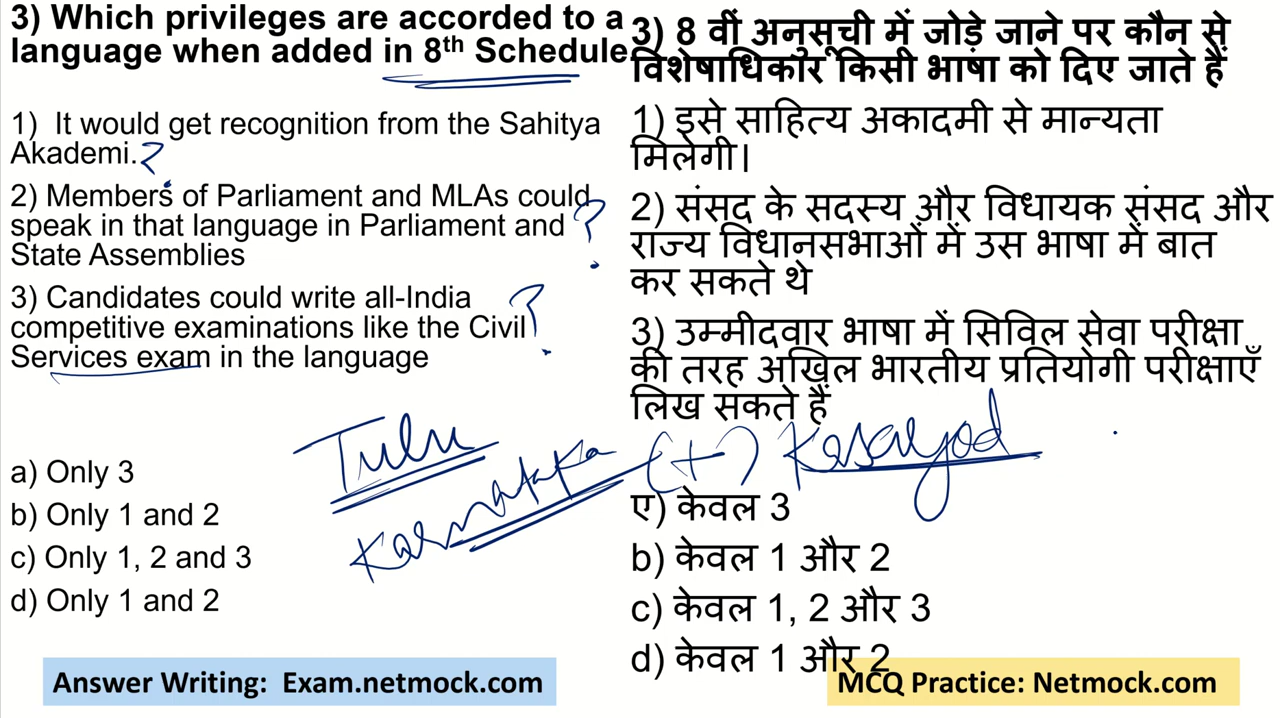 3) Which privileges are accorded to a
language when added in 8th Schedule.
1) It would get recognition from the Sahitya
Akademi. ?
2) Members of Parliament and MLAs could
speak in that language in Parliament and ?
State Assemblies
3) Candidates could write all-India
competitive examinations like the Civil ?
Services exam in the language
a) Only 3
b) Only 1 and 2
c) Only 1, 2 and 3
d) Only 1 and 2
Tulu
Karnataka (+) Kasargod
3) 8 वीं अनुसूची में जोड़े जाने पर कौन से
विशेषाधिकार किसी भाषा को दिए जाते हैं
1) इसे साहित्य अकादमी से मान्यता
मिलेगी।
2) संसद के सदस्य और विधायक संसद और
राज्य विधानसभाओं में उस भाषा में बात
कर सकते थे
3) उम्मीदवार भाषा में सिविल सेवा परीक्षा
की तरह अखिल भारतीय प्रतियोगी परीक्षाएँ
लिख सकते हैं
ए) केवल 3
b) केवल 1 और 2
c) केवल 1, 2 और 3
d) केवल 1 और 2
Answer Writing: Exam.netmock.com
MCQ Practice: Netmock.com